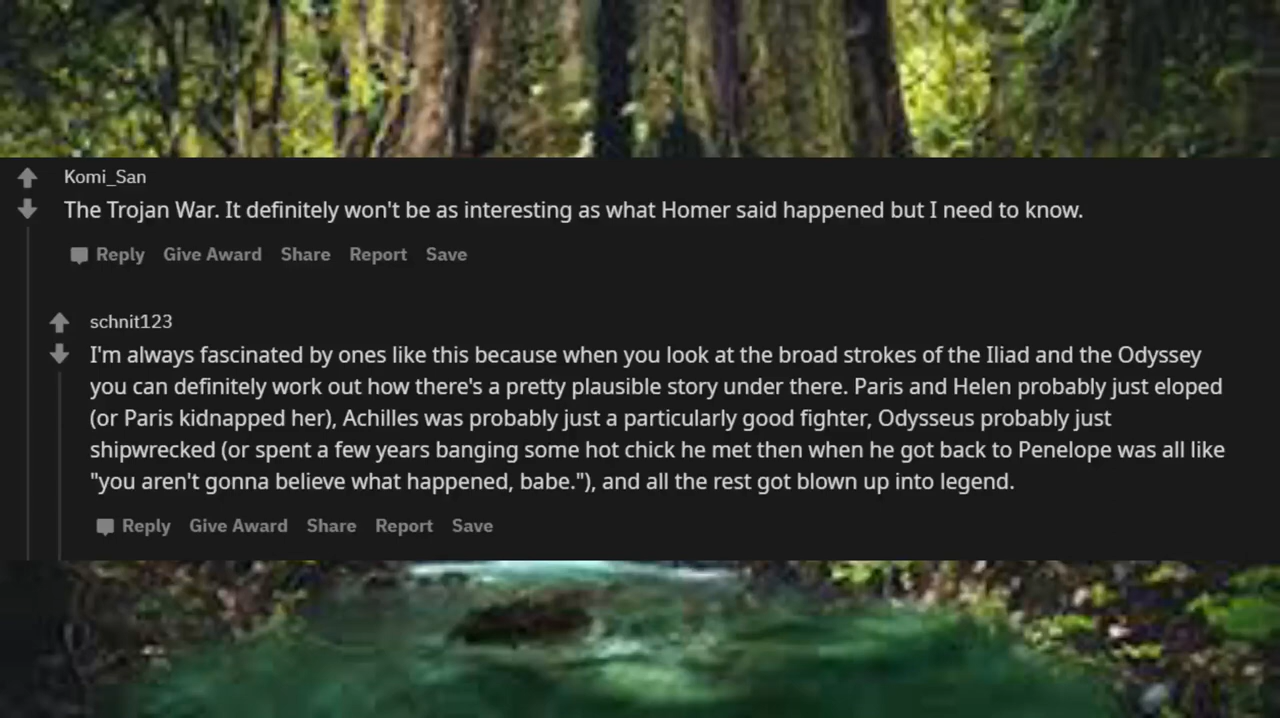 Komi_San
The Trojan War. It definitely won't be as interesting as what Homer said happened but I need to know.
Reply Give Award Share Report Save
schnit123
I'm always fascinated by ones like this because when you look at the broad strokes of the Iliad and the Odyssey
you can definitely work out how there's a pretty plausible story under there. Paris and Helen probably just eloped
(or Paris kidnapped her), Achilles was probably just a particularly good fighter, Odysseus probably just
shipwrecked (or spent a few years banging some hot chick he met then when he got back to Penelope was all like
"you aren't gonna believe what happened, babe."), and all the rest got blown up into legend.
Reply Give Award Share Report Save